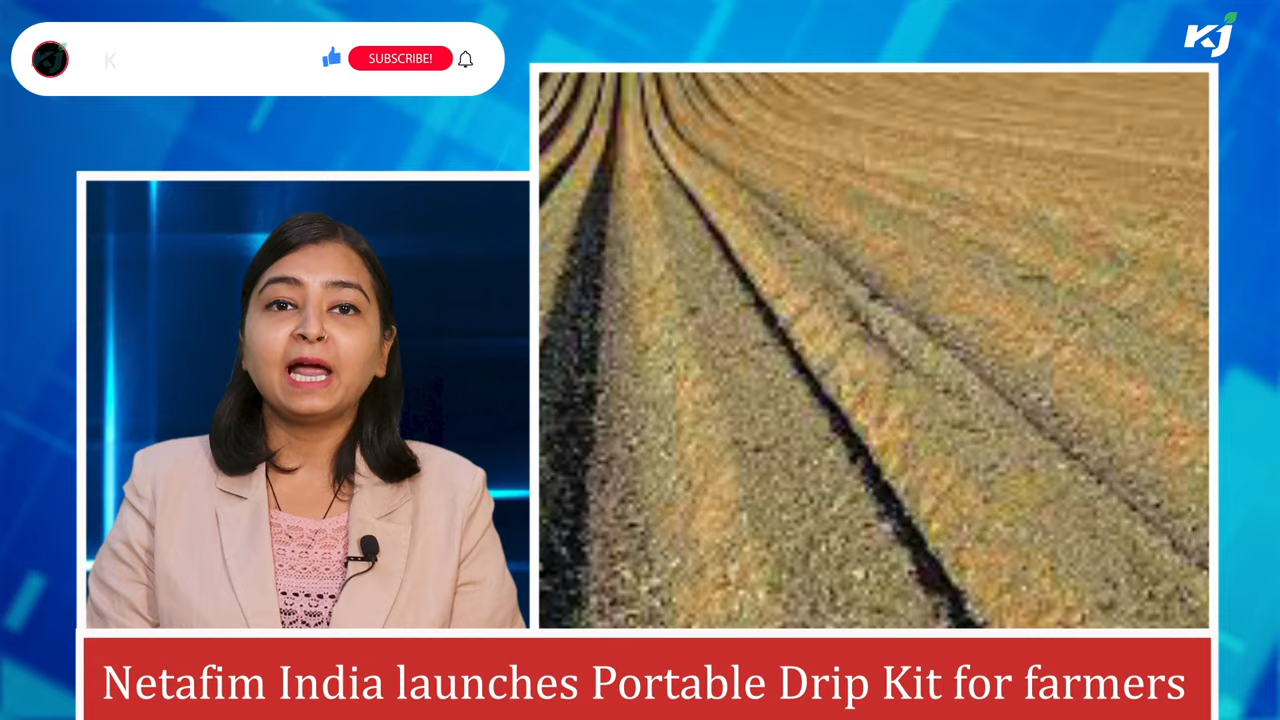 K
SUBSCRIBE!
KJ
Netafim India launches Portable Drip Kit for farmers